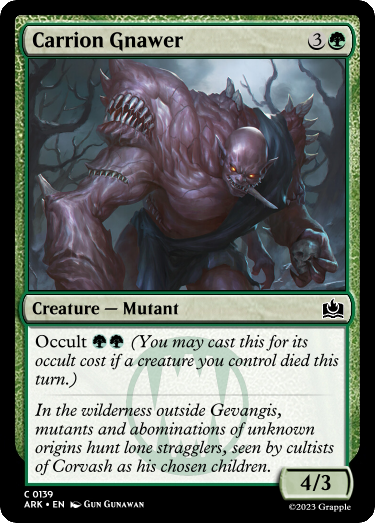 Carrion Gnawer 3
Creature — Mutant
Occult (You may cast this for its
occult cost if a creature you control died this
turn.)
In the wilderness outside Gevangis,
mutants and abominations of unknown
origins hunt lone stragglers, seen by cultists
of Corvash as his chosen children.
4/3
C 0139
ARK • EN Gun Gunawan
©2023 Grapple